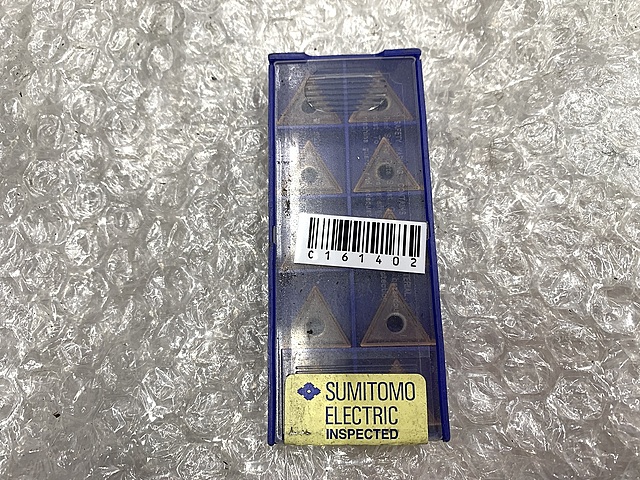 C161402
SUMITOMO
ELECTRIC
INSPECTED